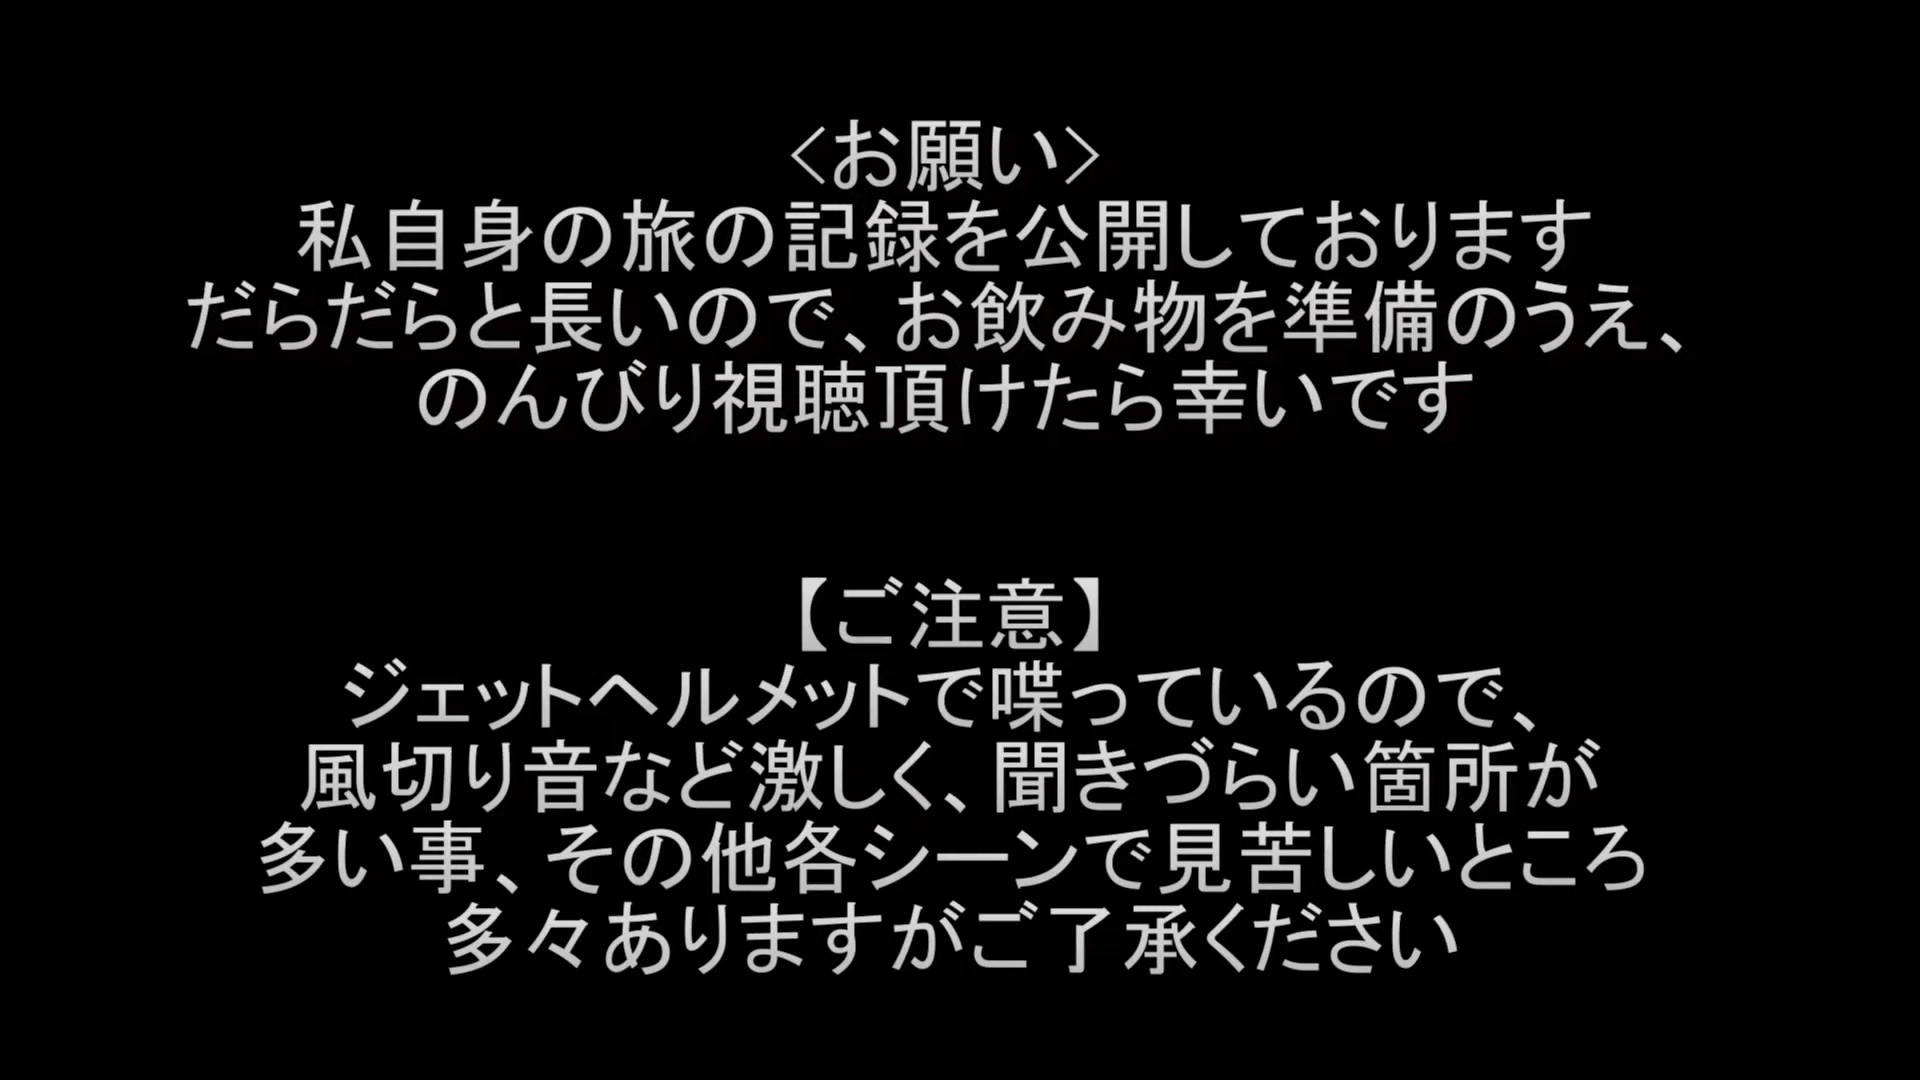 <お願い>
私自身の旅の記録を公開しております
だらだらと長いので、お飲み物を準備のうえ、
のんびり視聴頂けたら幸いです
【ご注意】
ジェットヘルメットで喋っているので、
風切り音など激しく、聞きづらい箇所が
多い事、その他各シーンで見苦しいところ
多々ありますがご了承ください